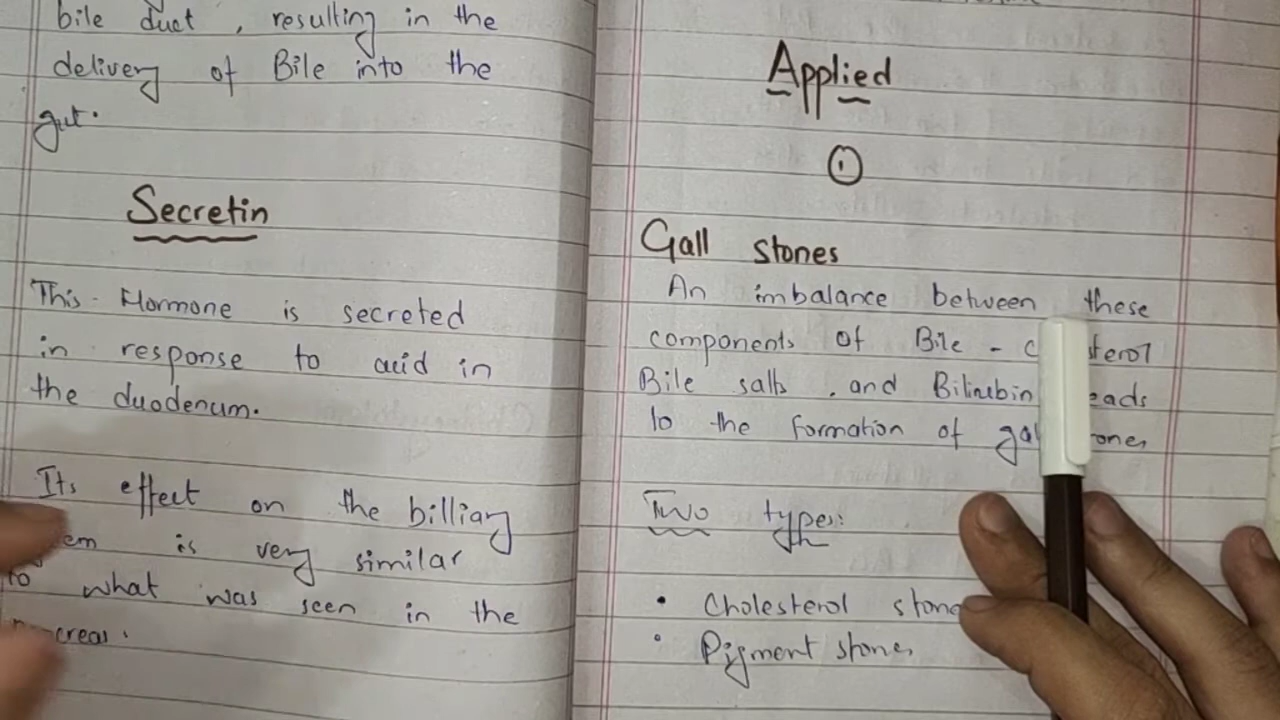 bile duct , resulting in the
delivery of Bile into the
gut.
Secretin
This Hormone is secreted
in response to acid in
the duodenum.
Its effect on the billiary
is very similar
to what was seen in the
Applied
1
Gall stones
An imbalance between these
components of Bile -
Bile salts , and Bilirubin
to the formation of
Two types:
• Cholesterol stone
• Pigment stones